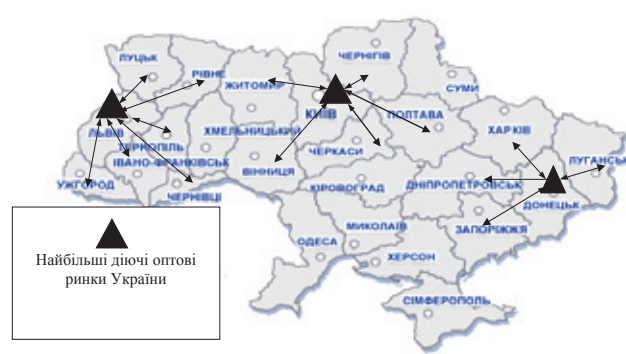 ЧЕРНІГІВ
ЛУЦЬК
РІВНЕ
ЖИТОМИР
СУМИ
КИЇВ
ПОЛТАВА
ХАРКІВ
ЛЬВІВ
ТЕРНОПІЛЬ
ХМЕЛЬНИЦЬКИЙ
ЧЕРКАСИ
ЛУГАНСЬК
ІВАНО-ФРАНКІВСЬК
ВІННИЦЯ
УЖГОРОД
ЧЕРНІВЦІ
КІРОВОГРАД
ДНІПРОПЕТРОВСЬК
ДОНЕЦЬК
МИКОЛАЇВ
ЗАПОРІЖЖЯ
ОДЕСА
ХЕРСОН
СІМФЕРОПОЛЬ
Найбільші діючі оптові
ринки України